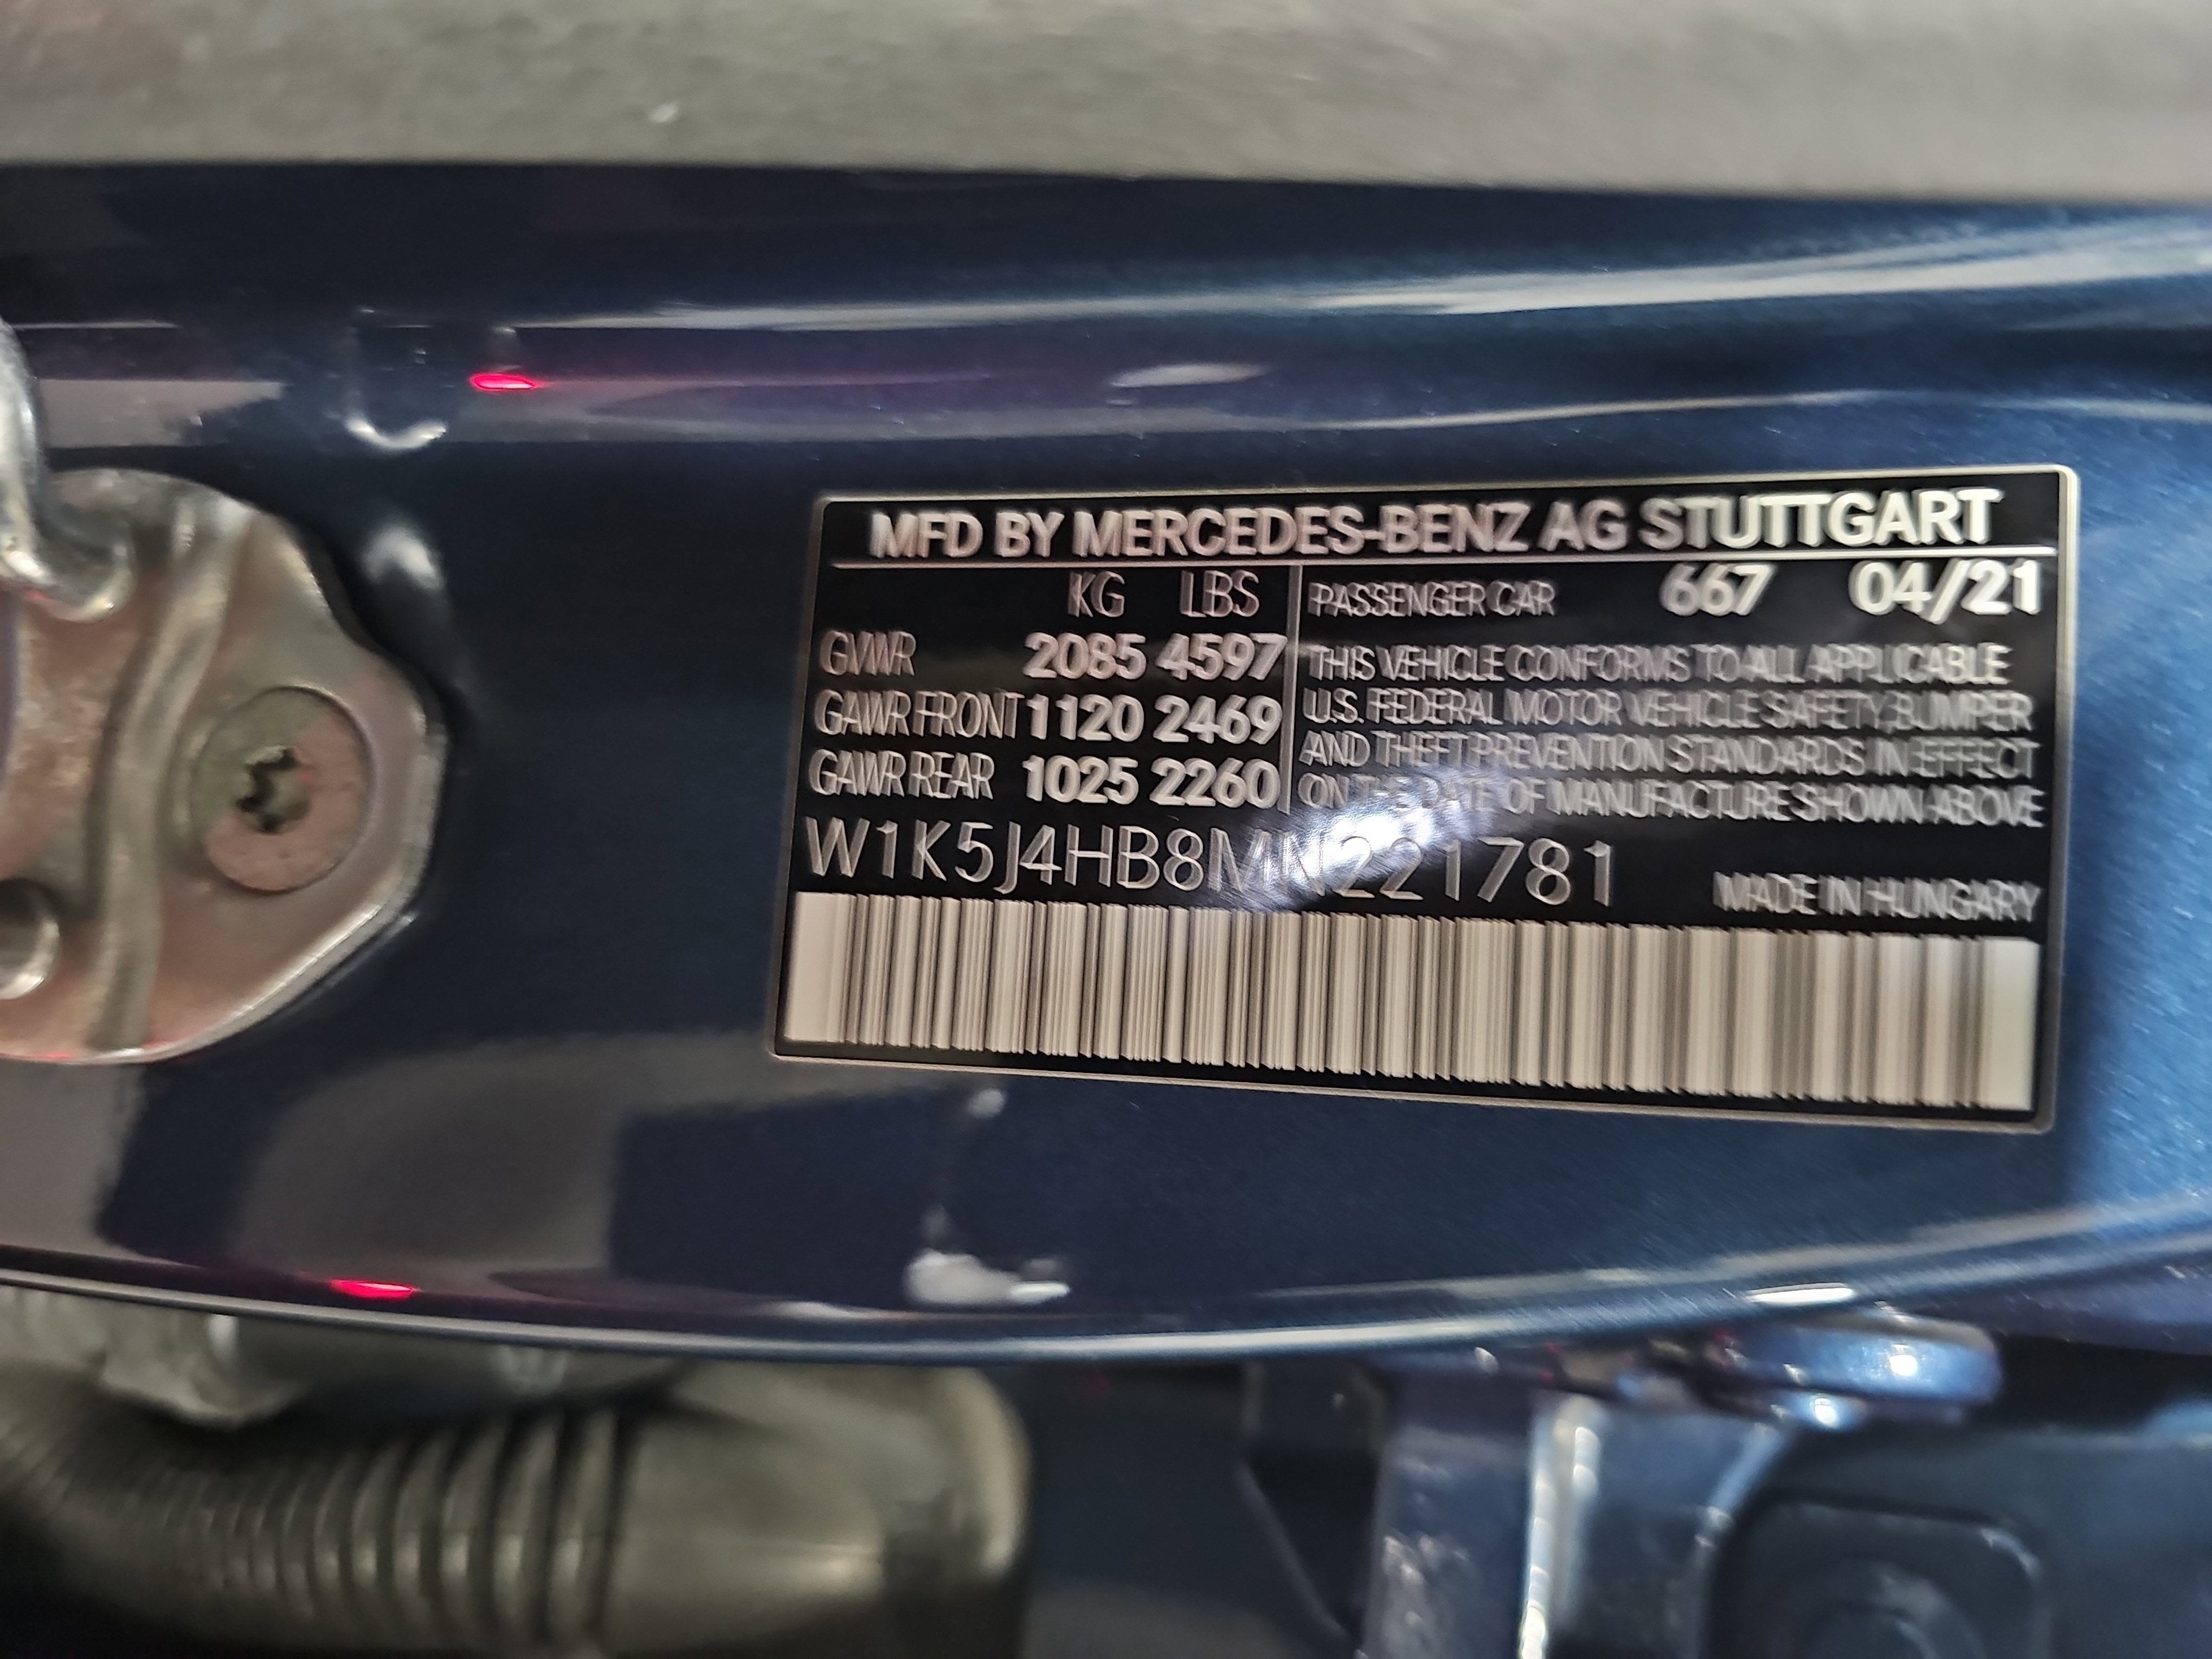 MFD BY MERCEDES-BENZ AG STUTTGART
KG LBS
GVWR 2085 4597
GAWR FRONT 1120 2469
GAWR REAR 1025 2260
PASSENGER CAR 667 04/21
THIS VEHICLE CONFORMS TO ALL APPLICABLE
U.S. FEDERAL MOTOR VEHICLE SAFETY, BUMPER
AND THEFT PREVENTION STANDARDS IN EFFECT
ON THE DATE OF MANUFACTURE SHOWN ABOVE
W1K5J4HB8MN221781
MADE IN HUNGARY